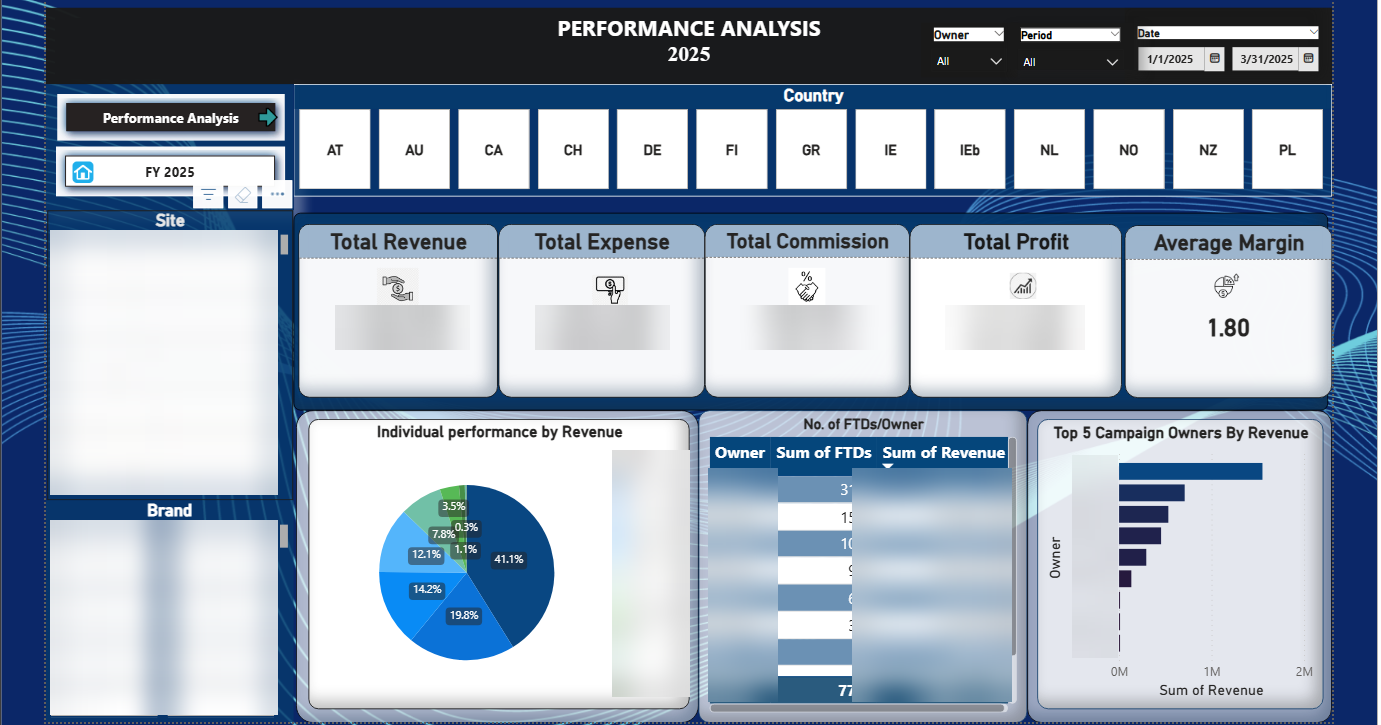 PERFORMANCE ANALYSIS
2025
Owner
All
Period
All
Date
1/1/2025
3/31/2025
Performance Analysis
FY 2025
Country
AT AU CA CH DE FI GR IE IEb NL NO NZ PL
Site
Brand
Total Revenue
Total Expense
Total Commission
%
Total Profit
Average Margin
1.80
Individual performance by Revenue
3.5%
0.3%
7.8%
1.1%
12.1%
41.1%
14.2%
19.8%
No. of FTDs/Owner
Owner Sum of FTDs Sum of Revenue
31
15
10
77
Top 5 Campaign Owners By Revenue
Owner
0M 1M 2M
Sum of Revenue